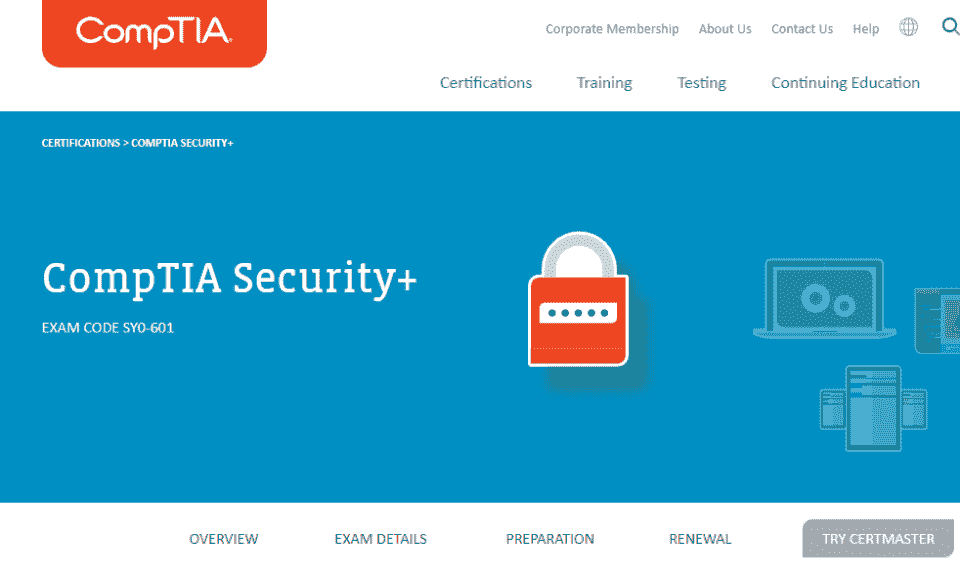 CompTIA.
Corporate Membership About Us Contact Us Help
Certifications Training Testing Continuing Education
CERTIFICATIONS > COMPTIA SECURITY+
CompTIA Security+
EXAM CODE SY0-601
OVERVIEW EXAM DETAILS PREPARATION RENEWAL TRY CERTMASTER